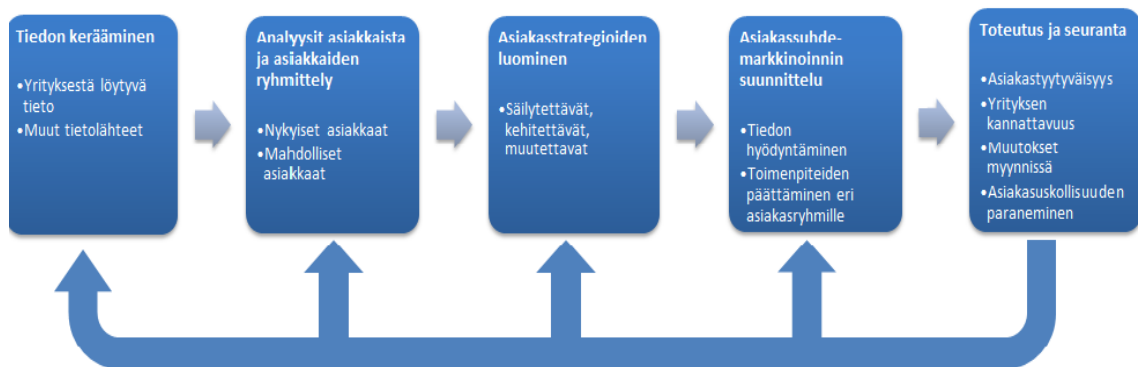 Tiedon kerääminen
•Yrityksestä löytyvä
tieto
•Muut tietolähteet
Analyysit asiakkaista
ja asiakkaiden
ryhmittely
•Nykyiset asiakkaat
•Mahdolliset
asiakkaat
Asiakasstrategioiden
luominen
•Säilytettävät,
kehitettävät,
muutettavat
Asiakassuhde-
markkinoinnin
suunnittelu
•Tiedon
hyödyntäminen
•Toimenpiteiden
päättäminen eri
asiakasryhmille
Toteutus ja seuranta
•Asiakastyytyväisyys
•Yrityksen
kannattavuus
•Muutokset
myynnissä
•Asiakasuskollisuuden
paraneminen